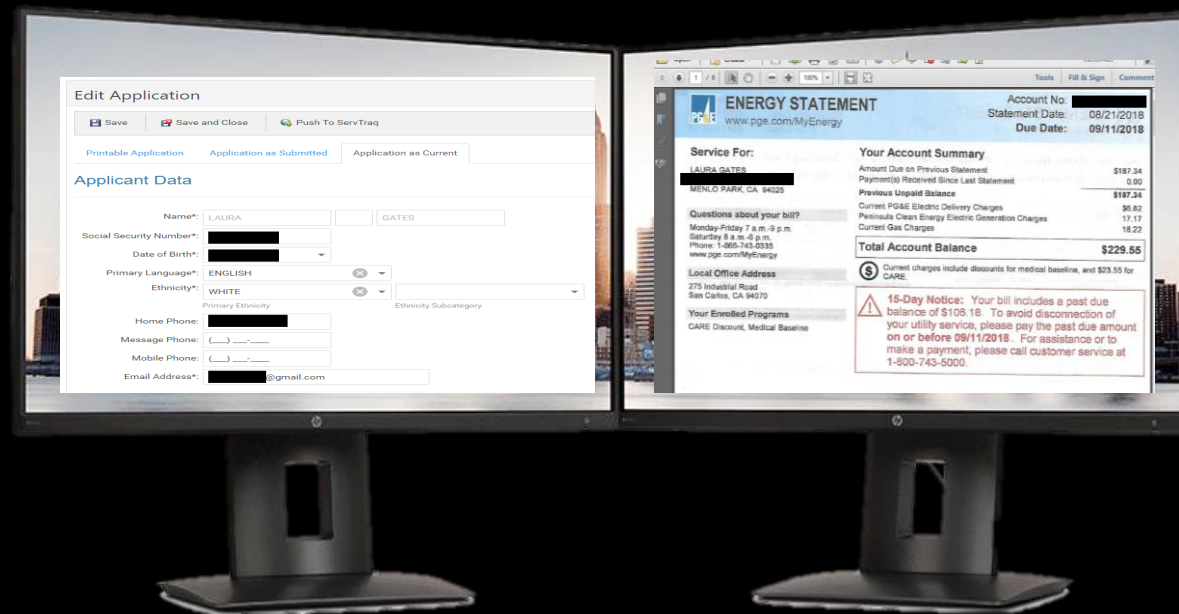 Edit Application
Save
Save and Close
Push To ServTraq
Printable Application
Application as Submitted
Application as Current
Applicant Data
Name*:
LAURA
GATES
Social Security Number*:
Date of Birth*:
Primary Language*:
ENGLISH
Ethnicity*:
WHITE
Primary Ethnicity
Ethnicity Subcategory
Home Phone:
Message Phone:
(___) ___-____
Mobile Phone:
(___) ___-____
Email Address*:
@gmail.com
hp
1 / 8
100%
Tools
Fill & Sign
Comment
PG&E
ENERGY STATEMENT
www.pge.com/MyEnergy
Account No:
Statement Date: 08/21/2018
Due Date: 09/11/2018
Service For:
LAURA GATES
MENLO PARK, CA 94025
Questions about your bill?
Monday-Friday 7 a.m.-9 p.m.
Saturday 8 a.m.-6 p.m.
Phone: 1-866-743-0335
www.pge.com/MyEnergy
Local Office Address
275 Industrial Road
San Carlos, CA 94070
Your Enrolled Programs
CARE Discount, Medical Baseline
Your Account Summary
Amount Due on Previous Statement $187.34
Payment(s) Received Since Last Statement 0.00
Previous Unpaid Balance $187.34
Current PG&E Electric Delivery Charges $6.82
Peninsula Clean Energy Electric Generation Charges 17.17
Current Gas Charges 18.22
Total Account Balance $229.55
$
Current charges include discounts for medical baseline, and $23.55 for
CARE.
15-Day Notice: Your bill includes a past due
balance of $106.18. To avoid disconnection of
your utility service, please pay the past due amount
on or before 09/11/2018. For assistance or to
make a payment, please call customer service at
1-800-743-5000.
hp